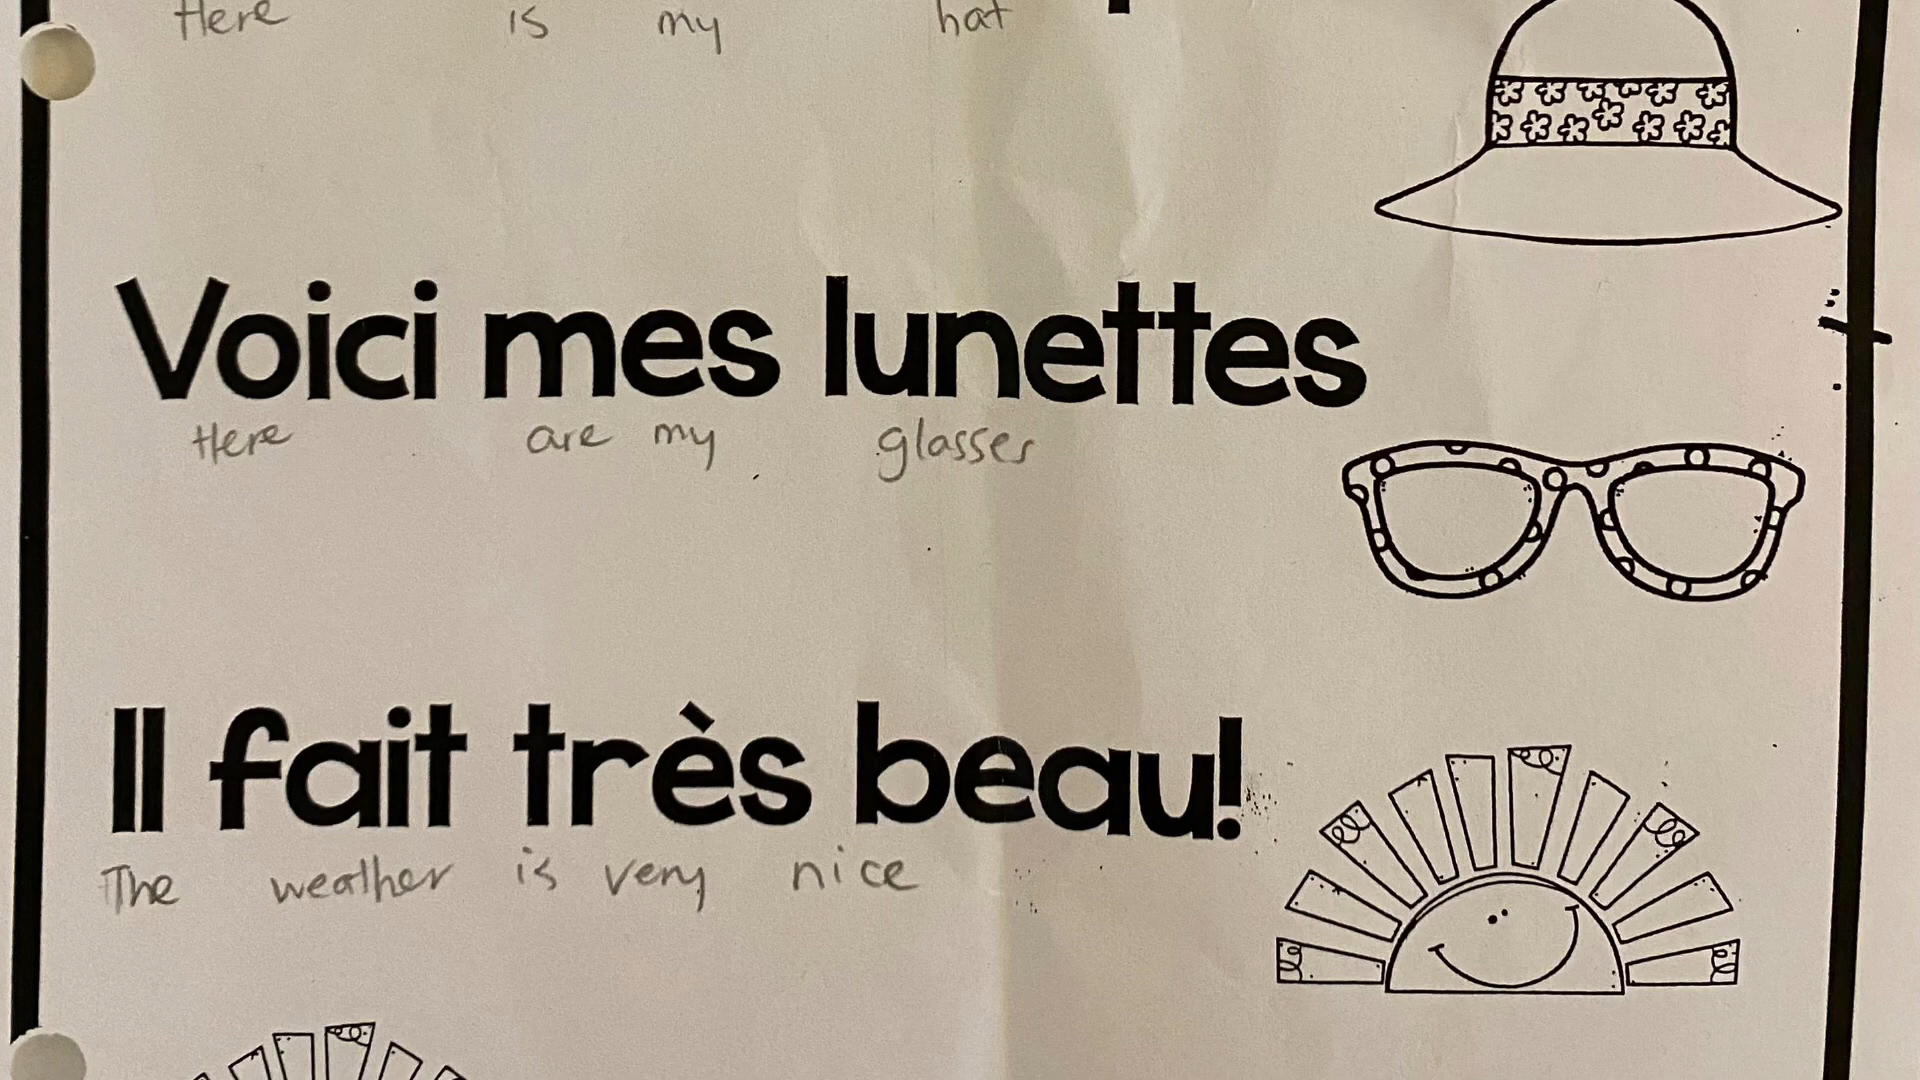 Here is my hat
Voici mes lunettes
Here are my glasses
Il fait très beau!
The weather is very nice